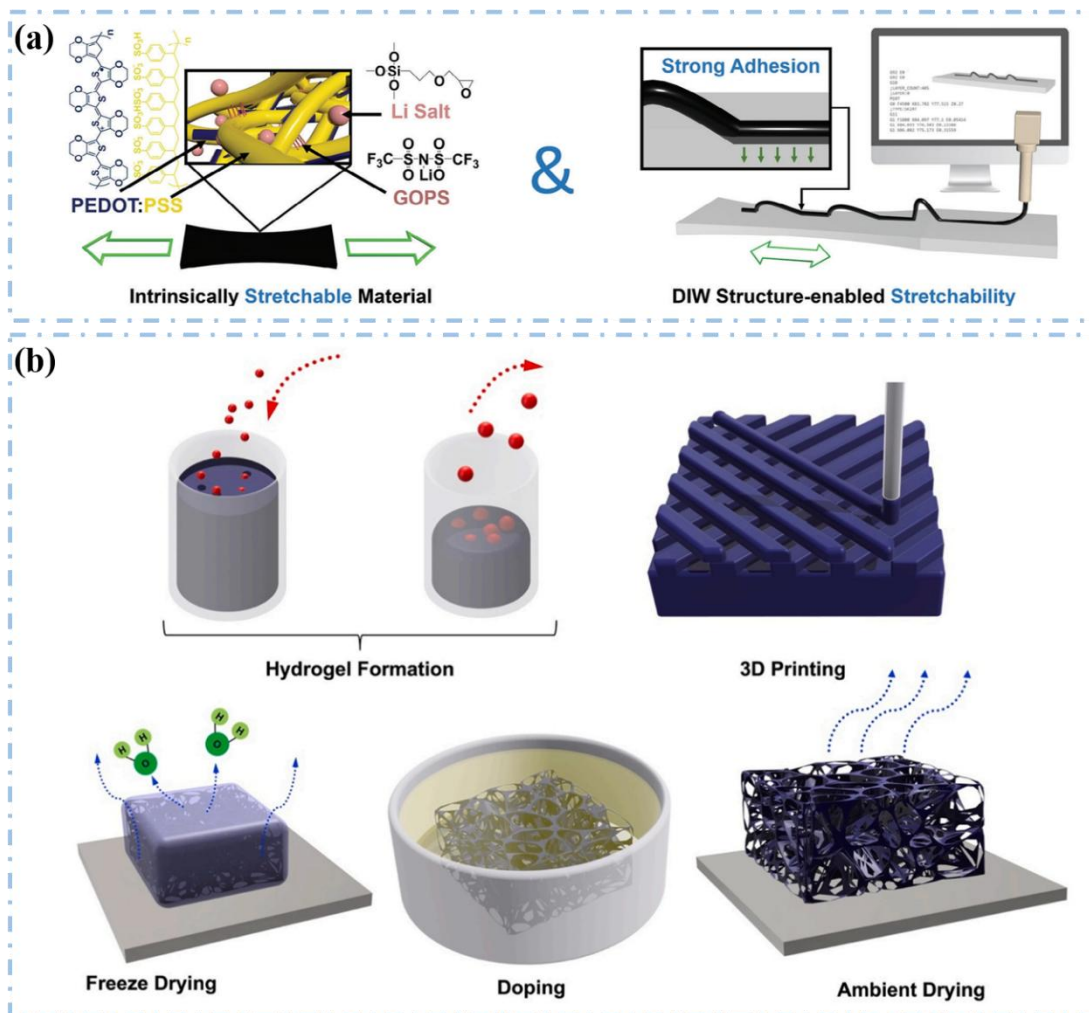 (a)
PEDOT:PSS
Li Salt
GOPS
Intrinsically Stretchable Material
&
Strong Adhesion
DIW Structure-enabled Stretchability
(b)
Hydrogel Formation
3D Printing
H
H
O
H
H
O
Freeze Drying
Doping
Ambient Drying